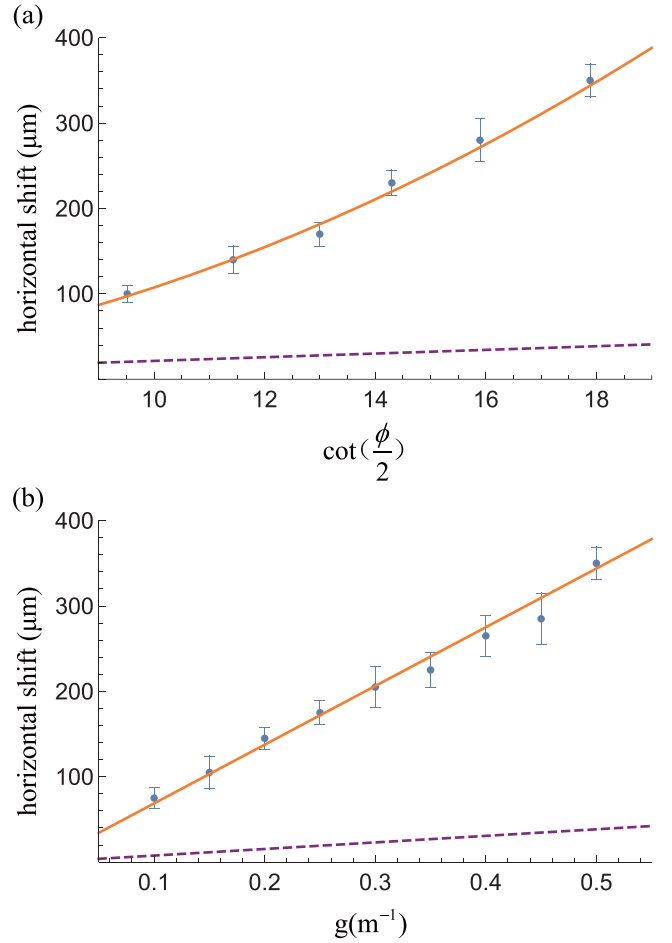 (a)
400
300
200
100
horizontal shift (μm)
10 12 14 16 18
cot(ϕ/2)
(b)
400
300
200
100
horizontal shift (μm)
0.1 0.2 0.3 0.4 0.5
g(m⁻¹)